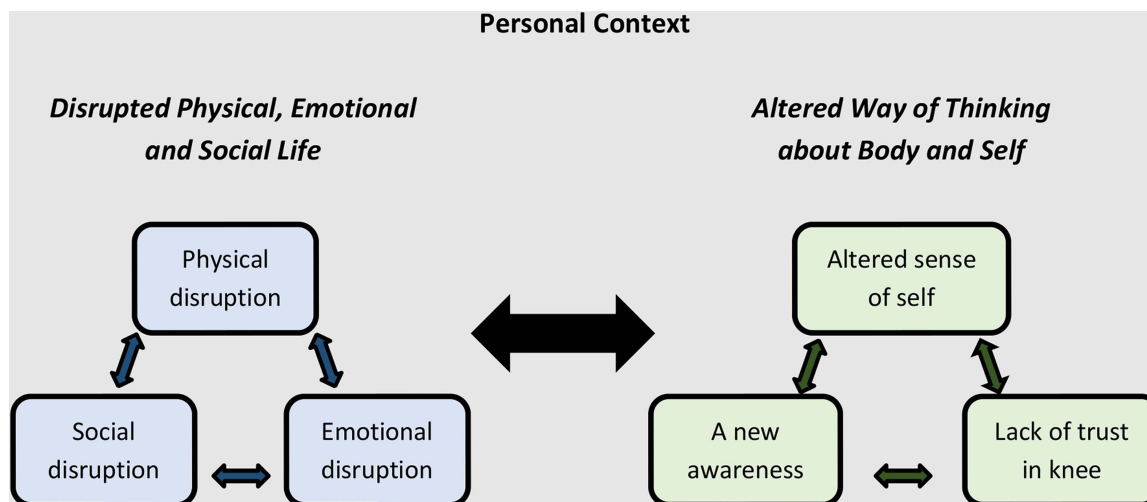 Personal Context
Disrupted Physical, Emotional
and Social Life
Altered Way of Thinking
about Body and Self
Physical
disruption
Social
disruption
Emotional
disruption
Altered sense
of self
A new
awareness
Lack of trust
in knee